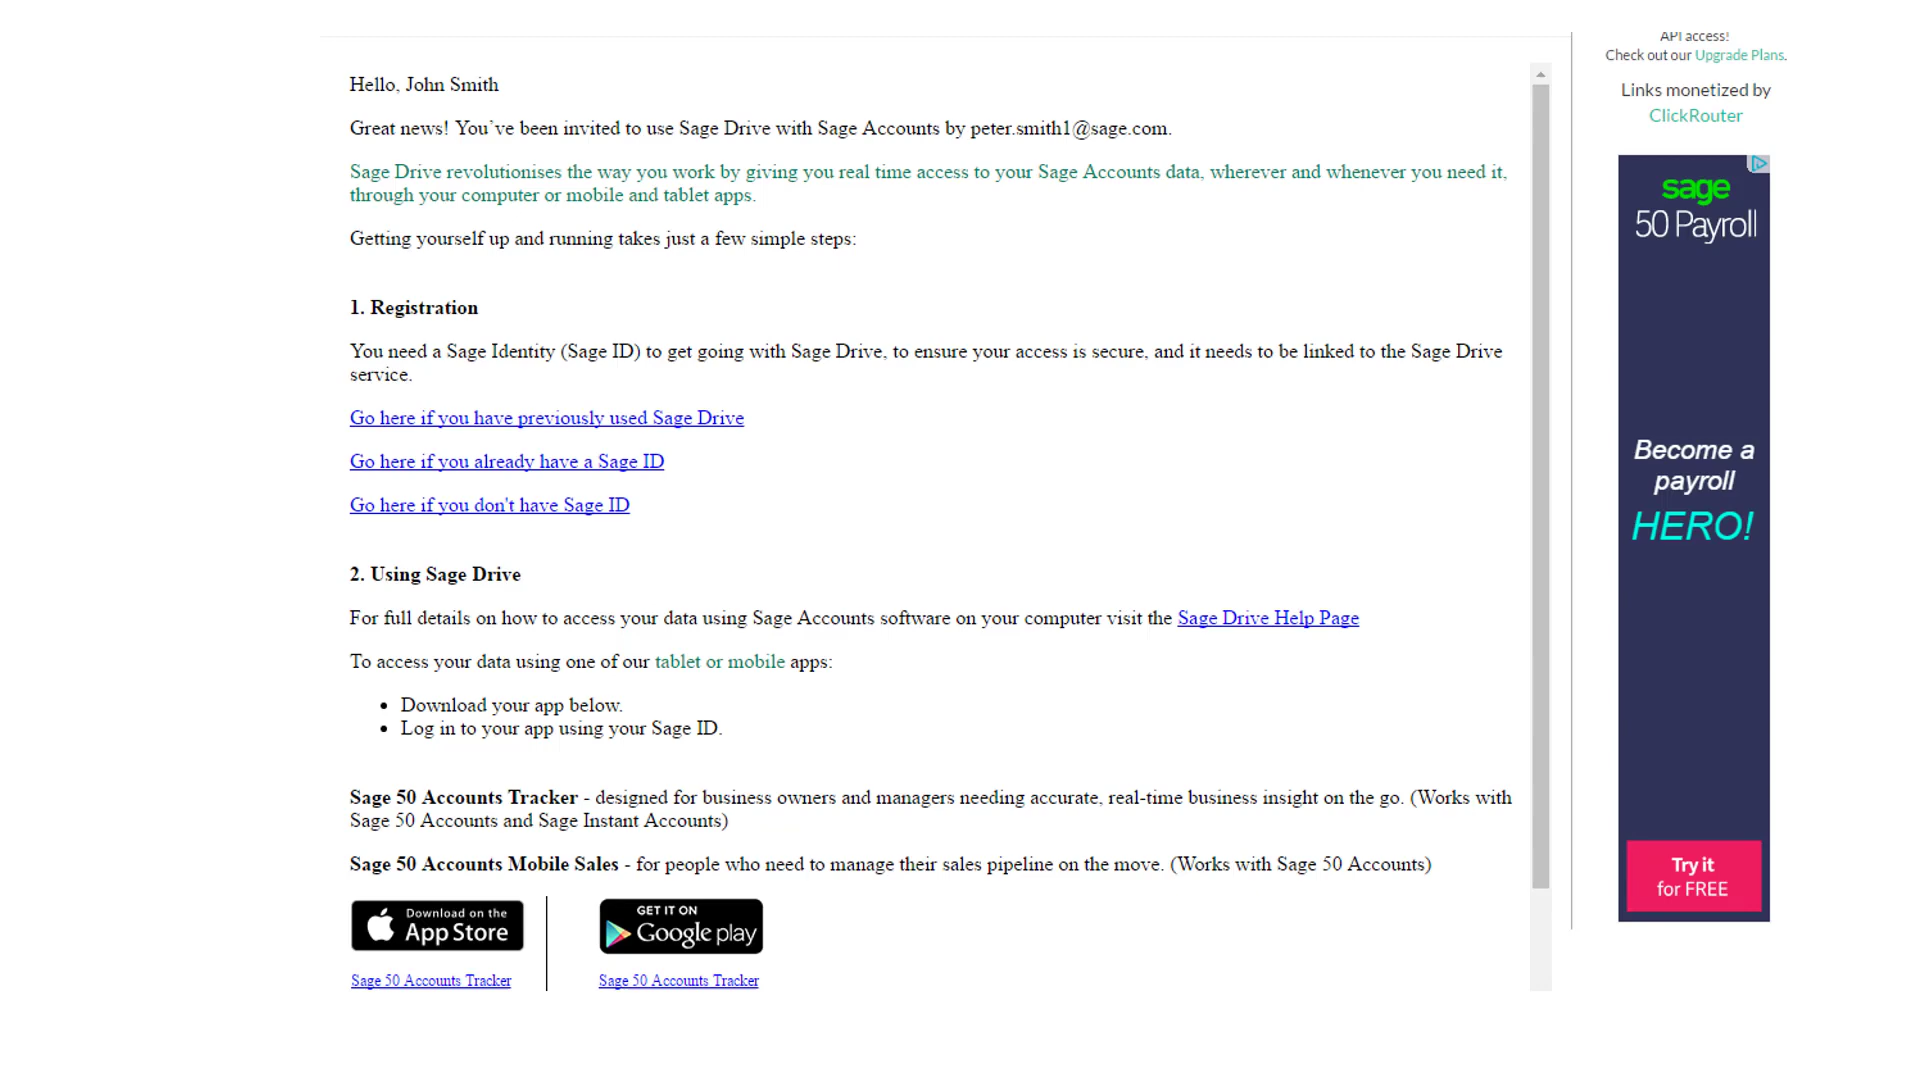 API access!
Check out our Upgrade Plans.
Links monetized by
ClickRouter
Hello, John Smith
Great news! You’ve been invited to use Sage Drive with Sage Accounts by peter.smith1@sage.com.
Sage Drive revolutionises the way you work by giving you real time access to your Sage Accounts data, wherever and whenever you need it,
through your computer or mobile and tablet apps.
Getting yourself up and running takes just a few simple steps:
1. Registration
You need a Sage Identity (Sage ID) to get going with Sage Drive, to ensure your access is secure, and it needs to be linked to the Sage Drive
service.
Go here if you have previously used Sage Drive
Go here if you already have a Sage ID
Go here if you don't have Sage ID
2. Using Sage Drive
For full details on how to access your data using Sage Accounts software on your computer visit the Sage Drive Help Page
To access your data using one of our tablet or mobile apps:
• Download your app below.
• Log in to your app using your Sage ID.
Sage 50 Accounts Tracker - designed for business owners and managers needing accurate, real-time business insight on the go. (Works with
Sage 50 Accounts and Sage Instant Accounts)
Sage 50 Accounts Mobile Sales - for people who need to manage their sales pipeline on the move. (Works with Sage 50 Accounts)
Download on the
App Store
GET IT ON
Google play
Sage 50 Accounts Tracker
Sage 50 Accounts Tracker
sage
50 Payroll
Become a
payroll
HERO!
Try it
for FREE